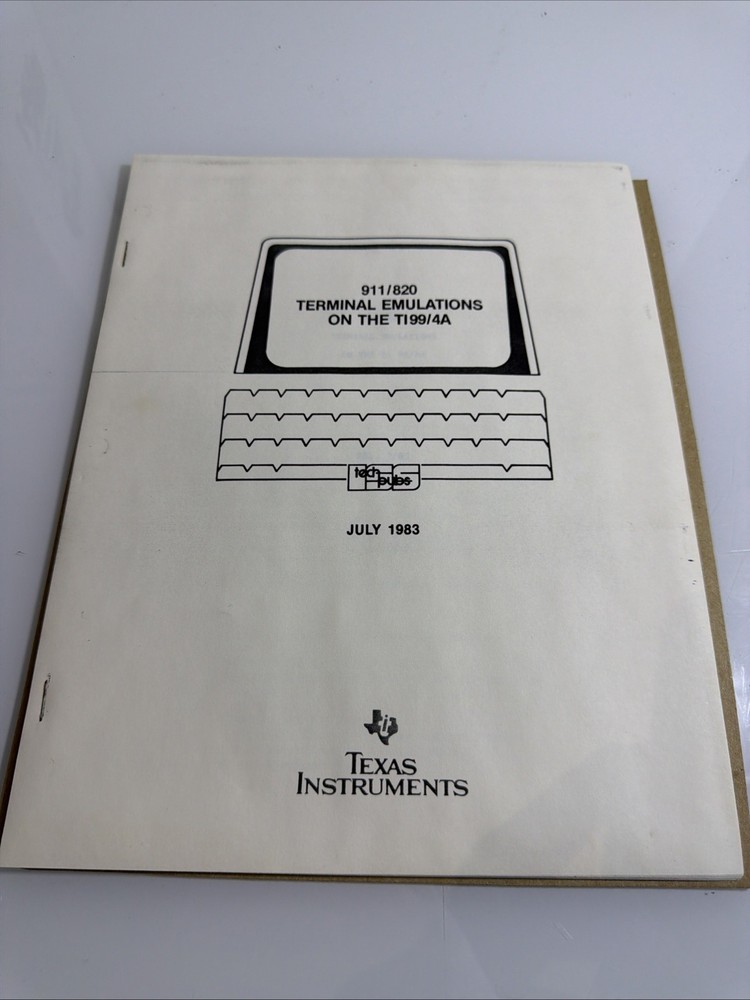 911/820
TERMINAL EMULATIONS
ON THE TI99/4A
tech
pubs
JULY 1983
TEXAS
INSTRUMENTS